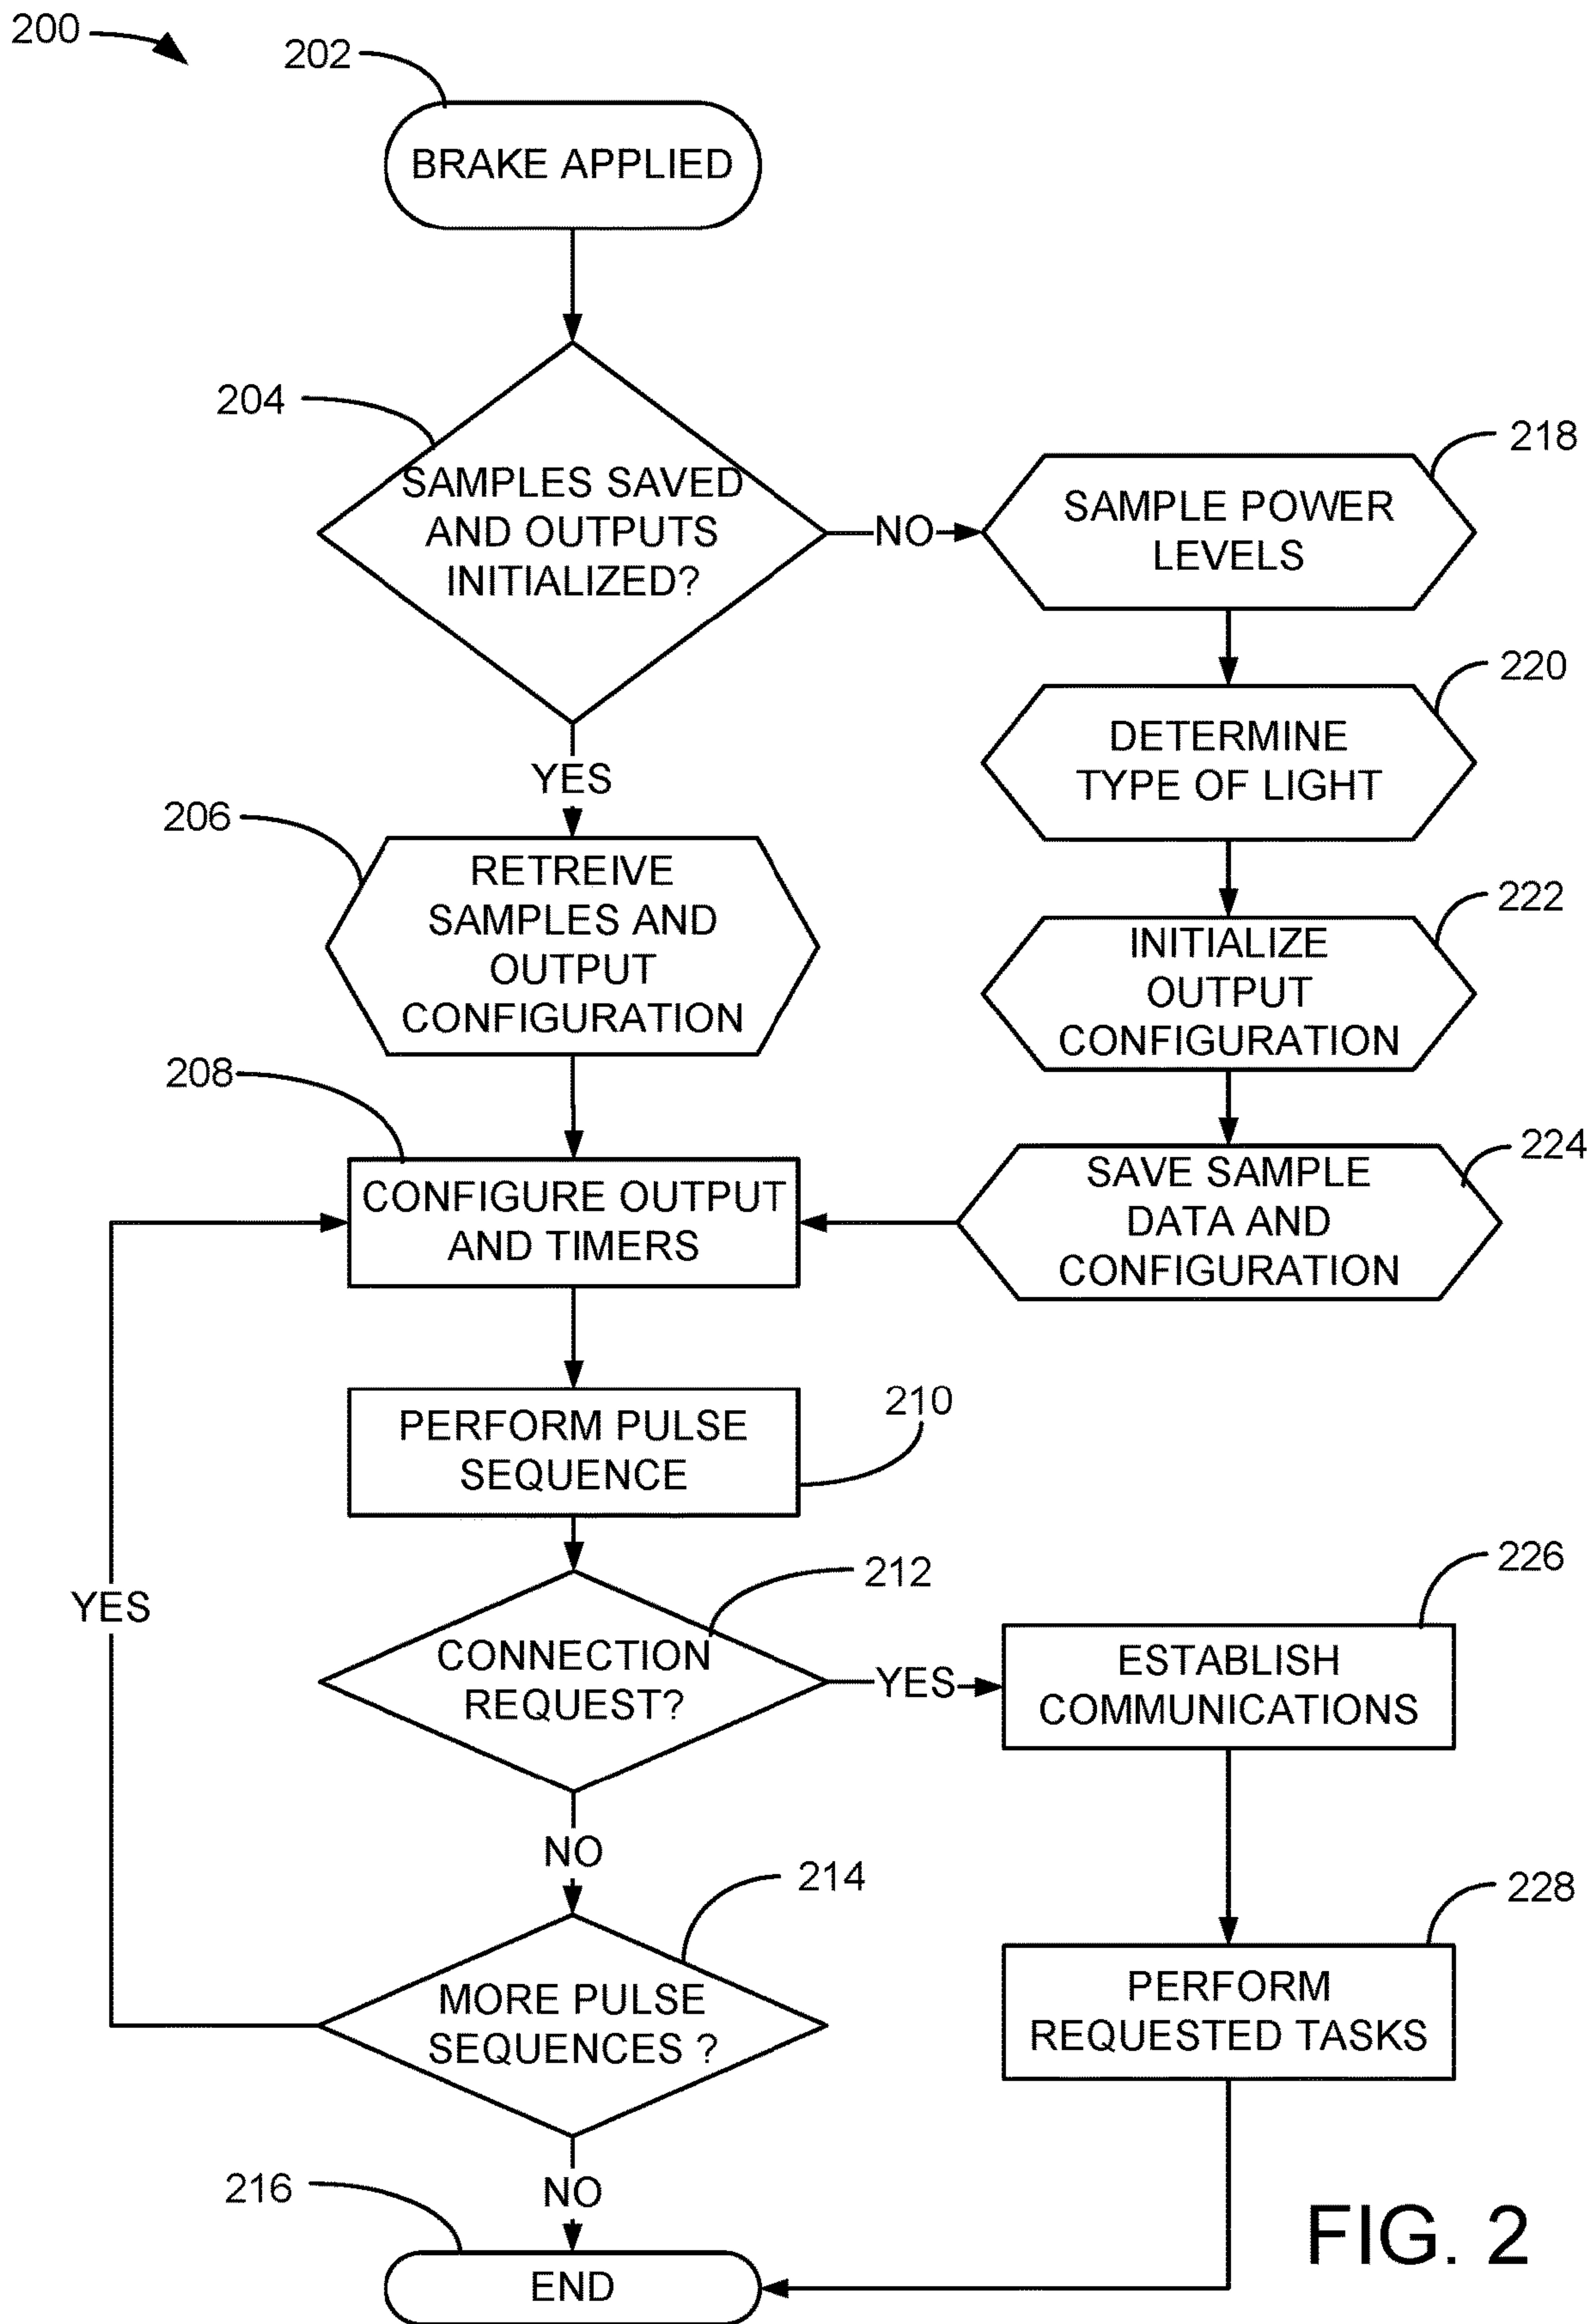 200
202
BRAKE APPLIED
204
SAMPLES SAVED
AND OUTPUTS
INITIALIZED?
NO
218
SAMPLE POWER
LEVELS
220
DETERMINE
TYPE OF LIGHT
YES
206
RETREIVE
SAMPLES AND
OUTPUT
CONFIGURATION
222
INITIALIZE
OUTPUT
CONFIGURATION
208
CONFIGURE OUTPUT
AND TIMERS
224
SAVE SAMPLE
DATA AND
CONFIGURATION
210
PERFORM PULSE
SEQUENCE
212
CONNECTION
REQUEST?
YES
226
ESTABLISH
COMMUNICATIONS
YES
NO
214
MORE PULSE
SEQUENCES ?
228
PERFORM
REQUESTED TASKS
NO
216
END
FIG. 2